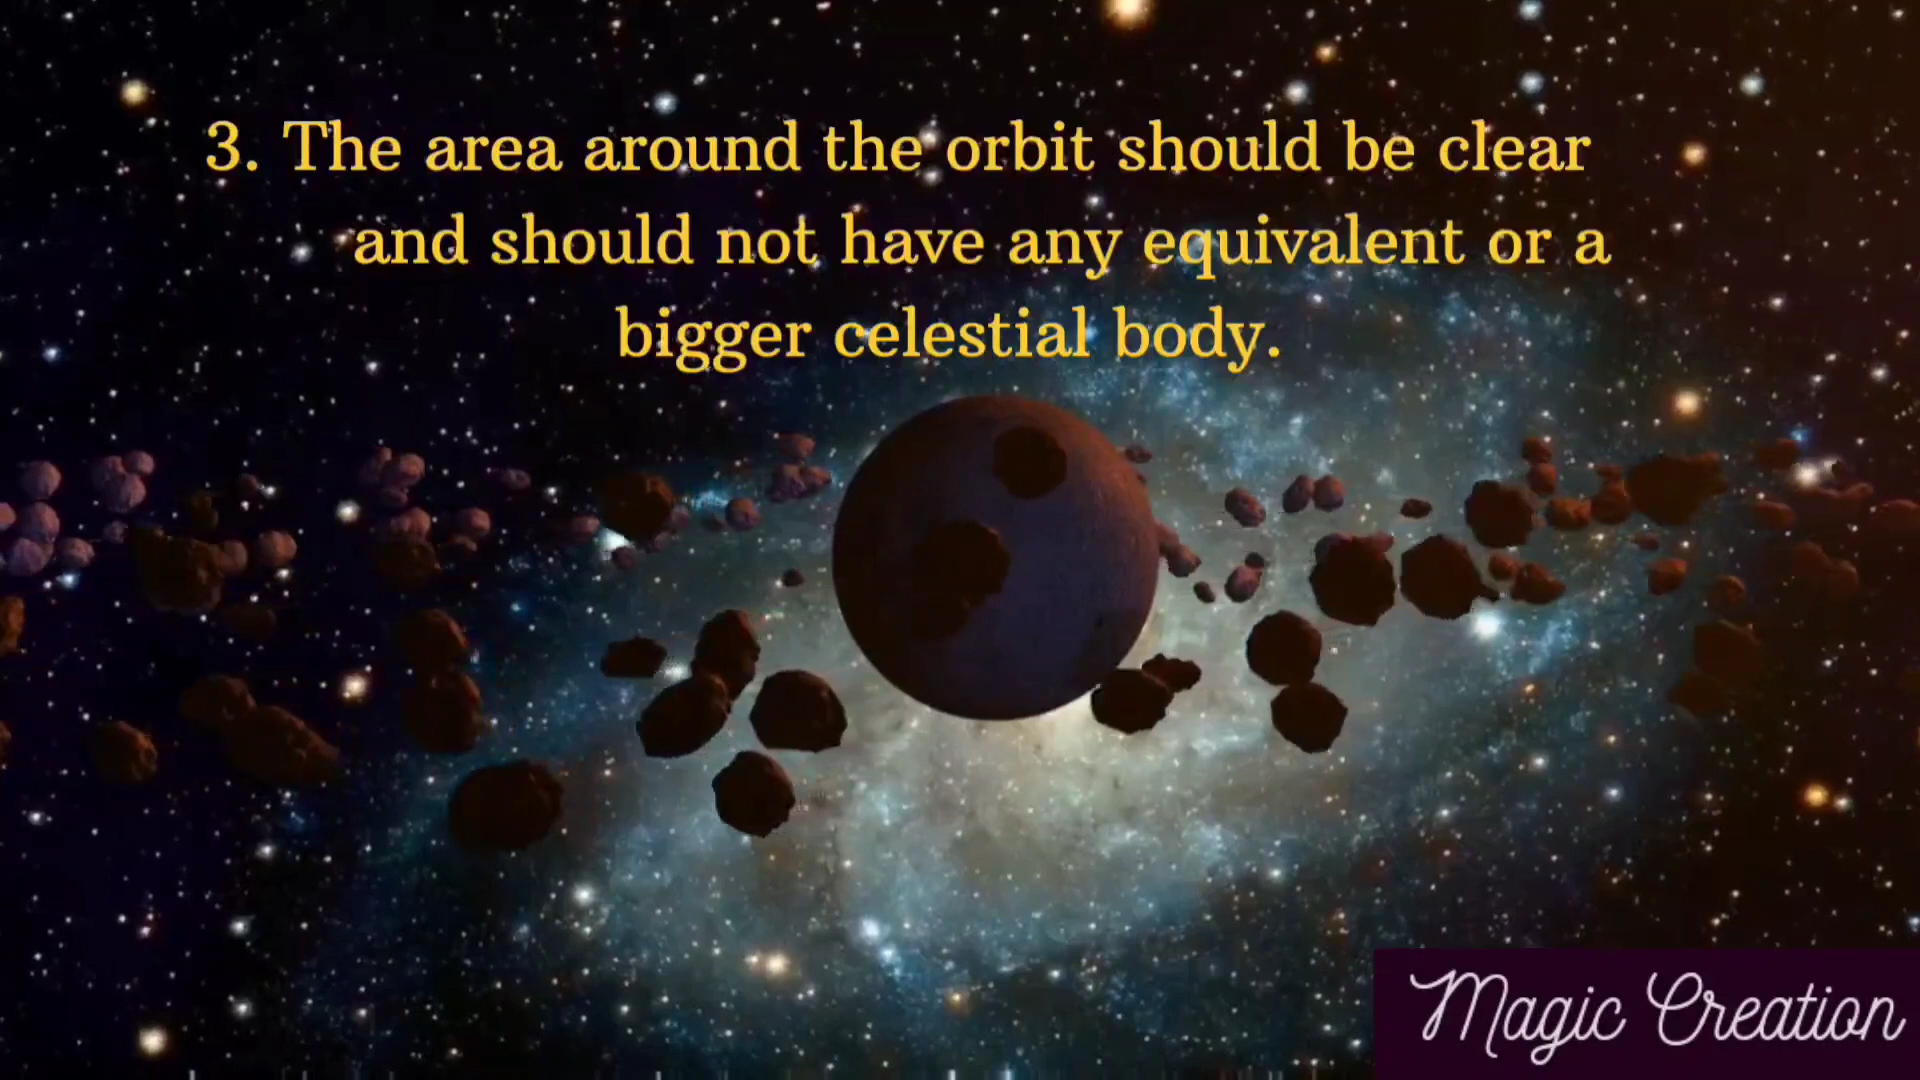 3. The area around the orbit should be clear
and should not have any equivalent or a
bigger celestial body.
Magic Creation